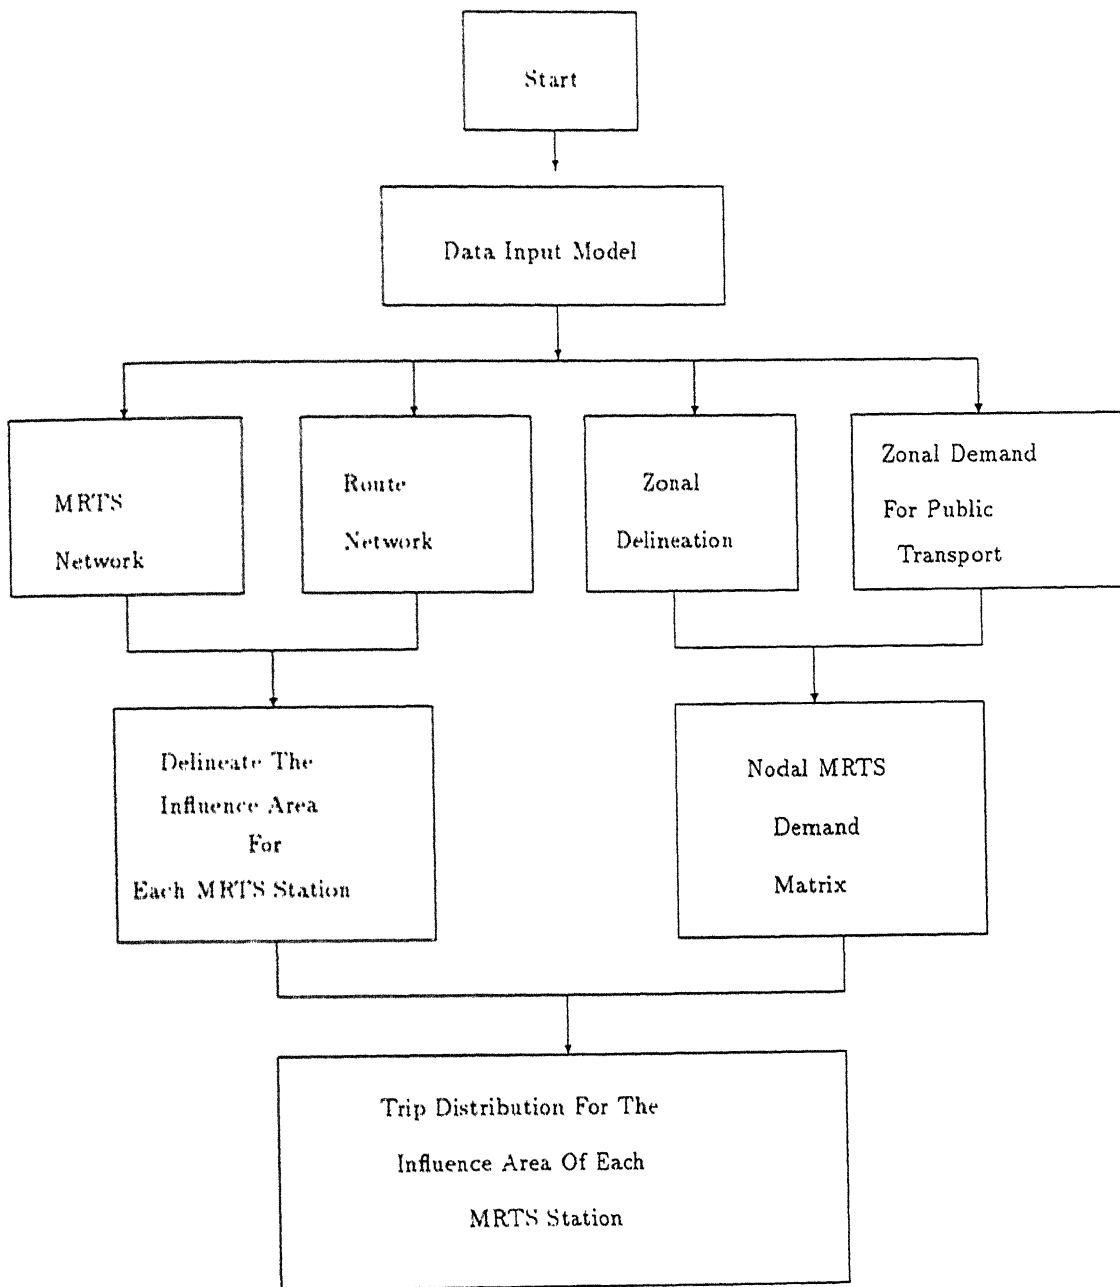 Start
Data Input Model
MRTS
Network
Route
Network
Zonal
Delineation
Zonal Demand
For Public
Transport
Delineate The
Influence Area
For
Each MRTS Station
Nodal MRTS
Demand
Matrix
Trip Distribution For The
Influence Area Of Each
MRTS Station